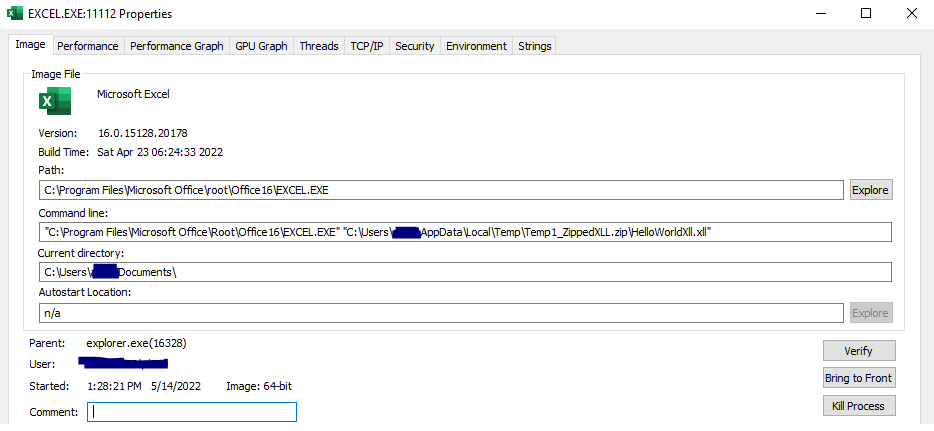 EXCEL.EXE:11112 Properties
Image Performance Performance Graph GPU Graph Threads TCP/IP Security Environment Strings
Image File
Microsoft Excel
Version: 16.0.15128.20178
Build Time: Sat Apr 23 06:24:33 2022
Path:
C:\Program Files\Microsoft Office\root\Office16\EXCEL.EXE Explore
Command line:
"C:\Program Files\Microsoft Office\Root\Office16\EXCEL.EXE" "C:\Users\ AppData\Local\Temp\Temp1_ZippedXLL.zip\HelloWorldXll.xll"
Current directory:
C:\Users\ Documents\
Autostart Location:
n/a Explore
Parent: explorer.exe(16328)
User:
Verify
Started: 1:28:21 PM 5/14/2022 Image: 64-bit
Bring to Front
Comment:
Kill Process